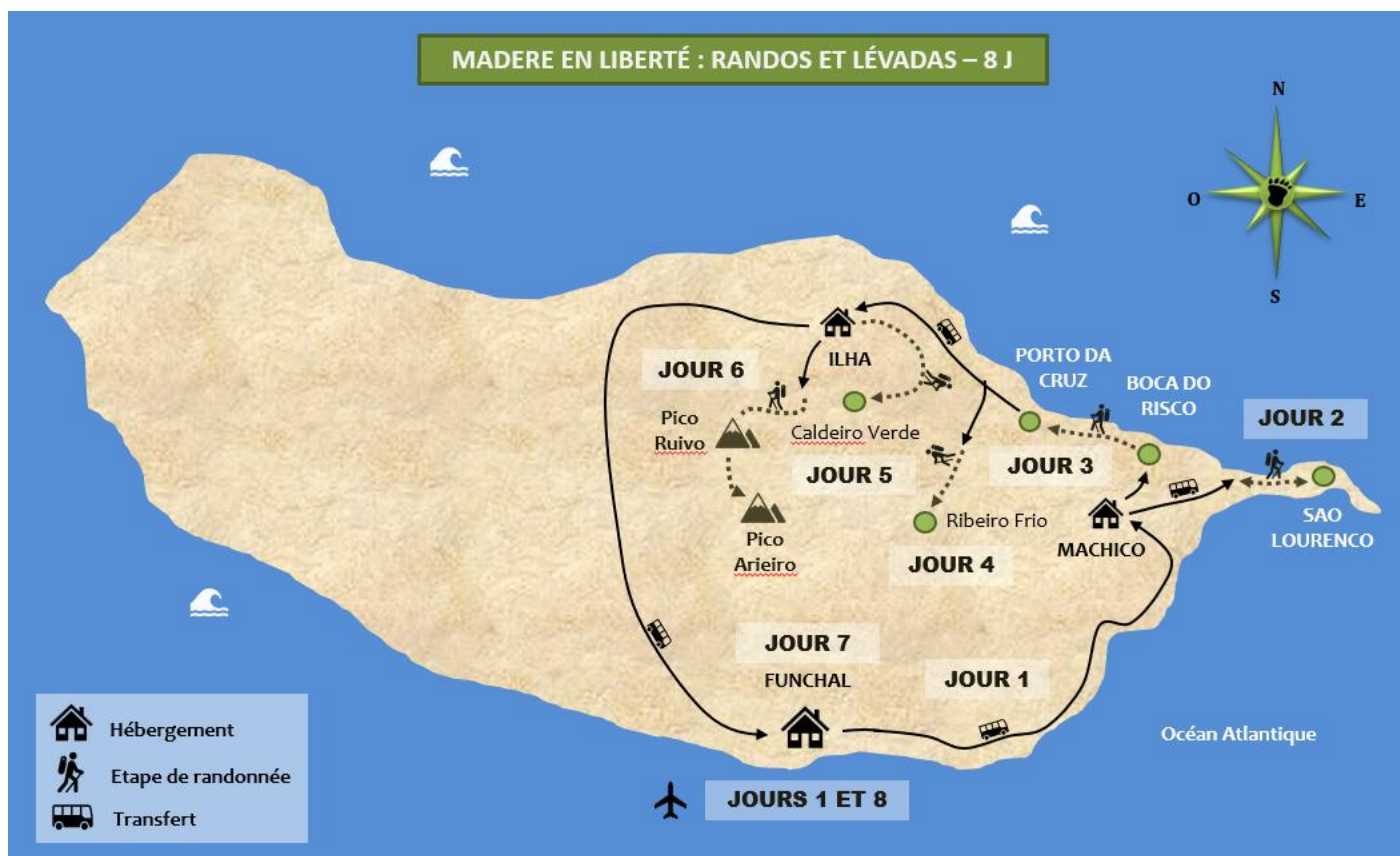 MADERE EN LIBERTÉ : RANDOS ET LÉVADAS – 8 J
N
O
E
S
ILHA
JOUR 6
PORTO DA
CRUZ
BOCA DO
RISCO
JOUR 2
Pico
Ruivo
Caldeiro Verde
JOUR 5
JOUR 3
Ribeiro Frio
JOUR 4
MACHICO
SAO
LOURENCO
Pico
Arieiro
JOUR 7
FUNCHAL
JOUR 1
Océan Atlantique
JOURS 1 ET 8
Hébergement
Etape de randonnée
Transfert